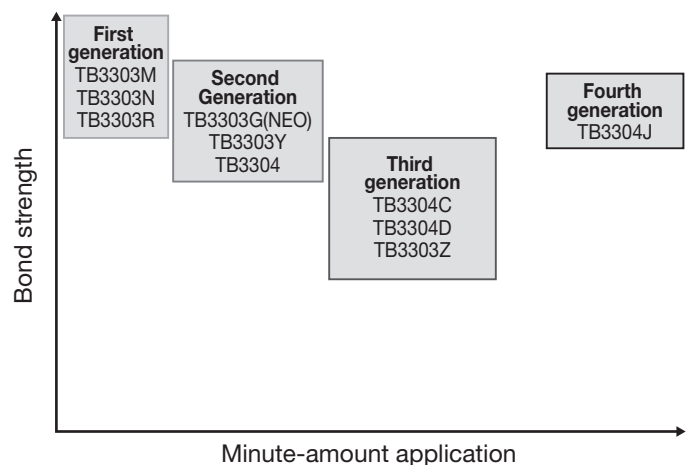 First
generation
TB3303M
TB3303N
TB3303R
Second
Generation
TB3303G(NEO)
TB3303Y
TB3304
Third
generation
TB3304C
TB3304D
TB3303Z
Fourth
generation
TB3304J
Bond strength
Minute-amount application